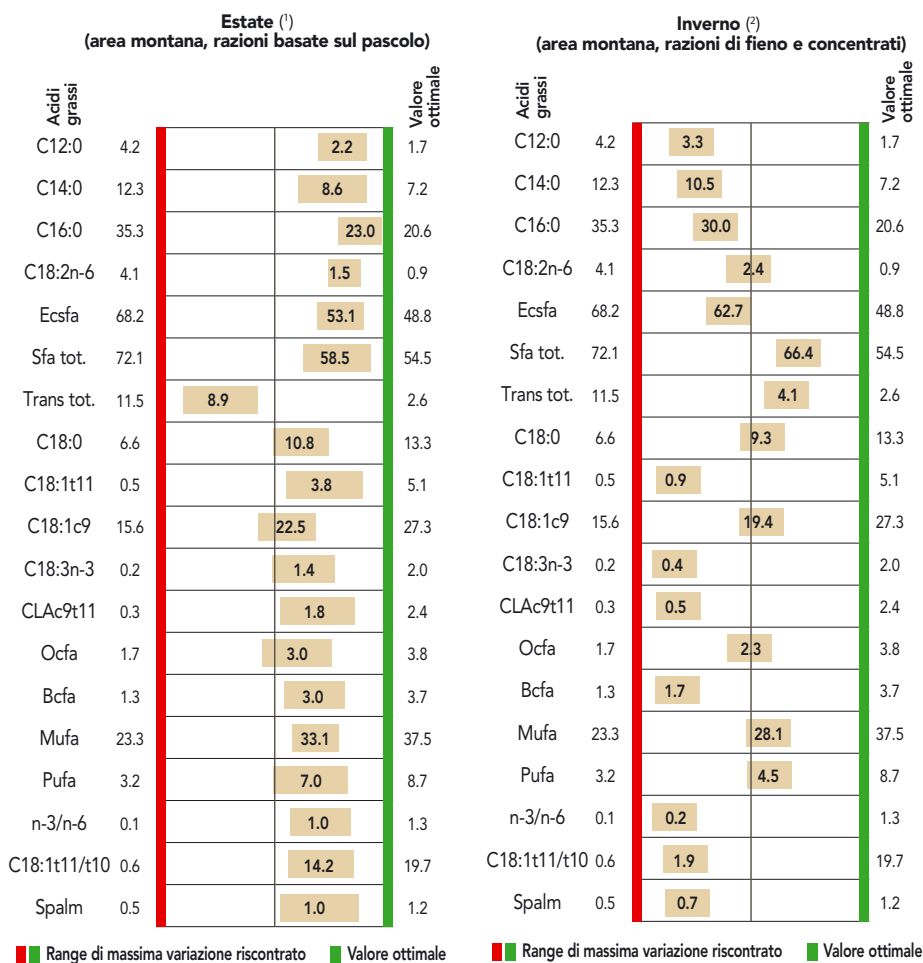 Estate (1)
(area montana, razioni basate sul pascolo)
Acidi grassi
Valore ottimale
C12:0 4.2 2.2 1.7
C14:0 12.3 8.6 7.2
C16:0 35.3 23.0 20.6
C18:2n-6 4.1 1.5 0.9
Ecsfa 68.2 53.1 48.8
Sfa tot. 72.1 58.5 54.5
Trans tot. 11.5 8.9 2.6
C18:0 6.6 10.8 13.3
C18:1t11 0.5 3.8 5.1
C18:1c9 15.6 22.5 27.3
C18:3n-3 0.2 1.4 2.0
CLAc9t11 0.3 1.8 2.4
Ocfa 1.7 3.0 3.8
Bcfa 1.3 3.0 3.7
Mufa 23.3 33.1 37.5
Pufa 3.2 7.0 8.7
n-3/n-6 0.1 1.0 1.3
C18:1t11/t10 0.6 14.2 19.7
Spalm 0.5 1.0 1.2
Range di massima variazione riscontrato Valore ottimale
Inverno (2)
(area montana, razioni di fieno e concentrati)
Acidi grassi
Valore ottimale
C12:0 4.2 3.3 1.7
C14:0 12.3 10.5 7.2
C16:0 35.3 30.0 20.6
C18:2n-6 4.1 2.4 0.9
Ecsfa 68.2 62.7 48.8
Sfa tot. 72.1 66.4 54.5
Trans tot. 11.5 4.1 2.6
C18:0 6.6 9.3 13.3
C18:1t11 0.5 0.9 5.1
C18:1c9 15.6 19.4 27.3
C18:3n-3 0.2 0.4 2.0
CLAc9t11 0.3 0.5 2.4
Ocfa 1.7 2.3 3.8
Bcfa 1.3 1.7 3.7
Mufa 23.3 28.1 37.5
Pufa 3.2 4.5 8.7
n-3/n-6 0.1 0.2 1.3
C18:1t11/t10 0.6 1.9 19.7
Spalm 0.5 0.7 1.2
Range di massima variazione riscontrato Valore ottimale